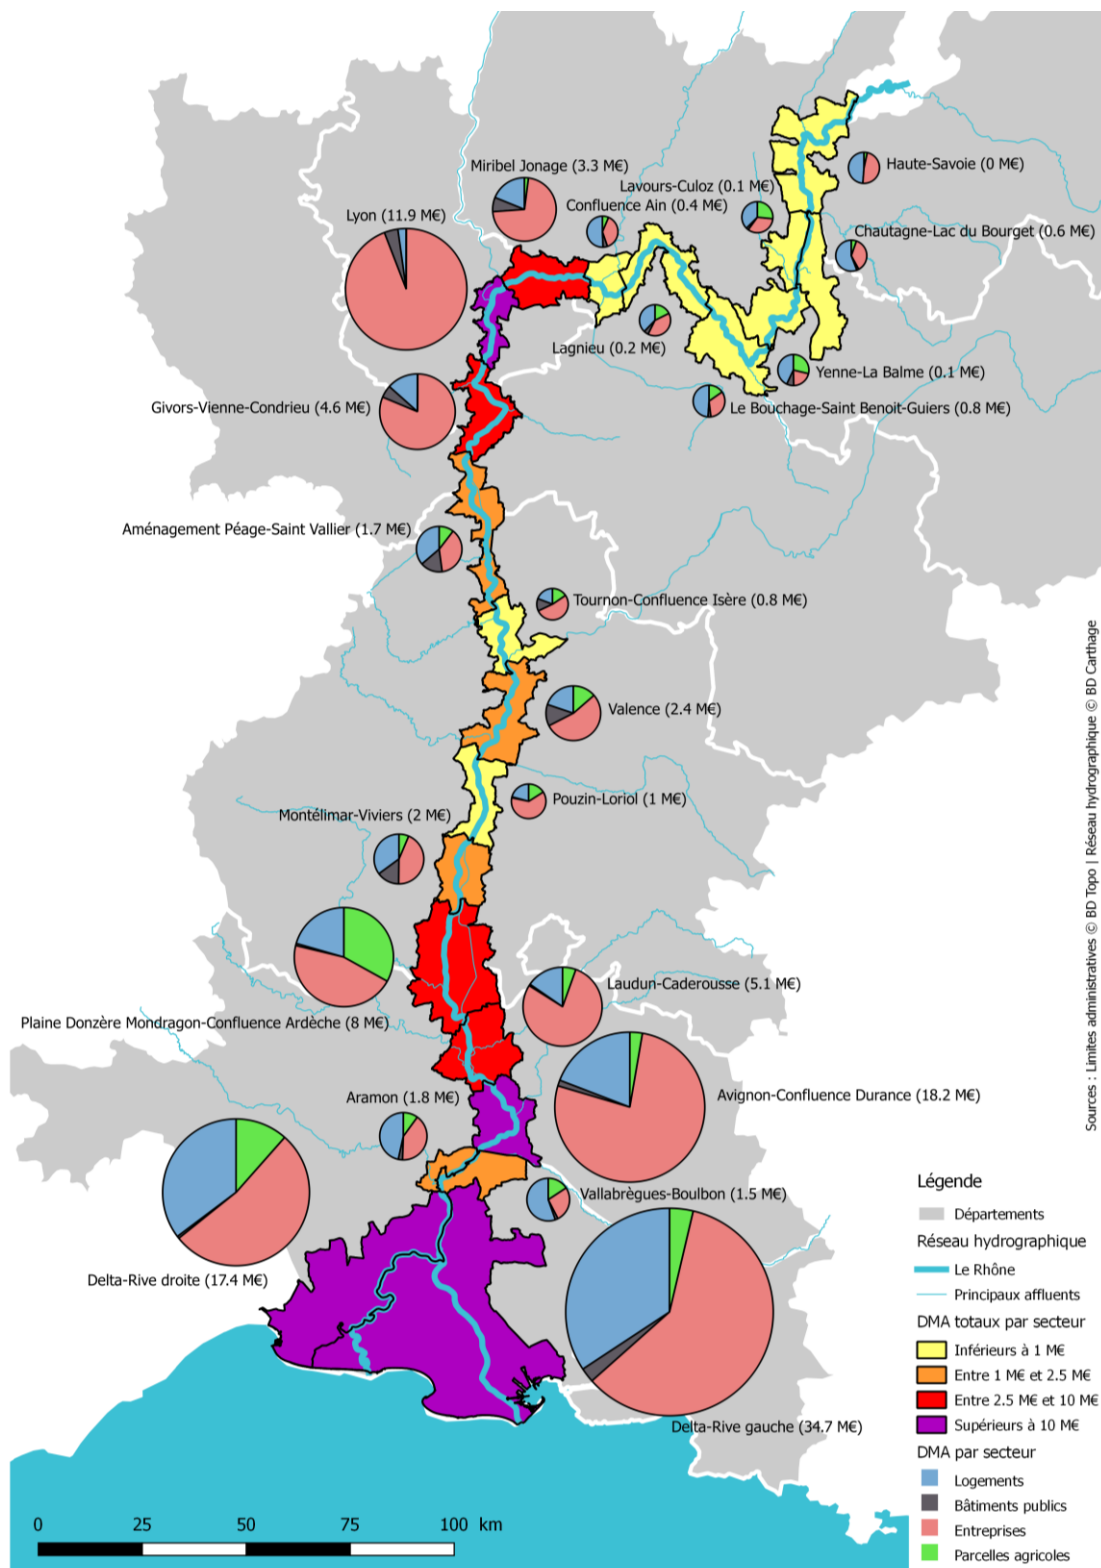 Miribel Jonage (3.3 M€)
Haute-Savoie (0 M€)
Lavours-Culoz (0.1 M€)
Confluence Ain (0.4 M€)
Lyon (11.9 M€)
Chautagne-Lac du Bourget (0.6 M€)
Lagnieu (0.2 M€)
Yenne-La Balme (0.1 M€)
Givors-Vienne-Condrieu (4.6 M€)
Le Bouchage-Saint Benoit-Guiers (0.8 M€)
Aménagement Péage-Saint Vallier (1.7 M€)
Tournon-Confluence Isère (0.8 M€)
Valence (2.4 M€)
Pouzin-Loriol (1 M€)
Montélimar-Viviers (2 M€)
Laudun-Caderousse (5.1 M€)
Plaine Donzère Mondragon-Confluence Ardèche (8 M€)
Avignon-Confluence Durance (18.2 M€)
Aramon (1.8 M€)
Vallabrègues-Boulbon (1.5 M€)
Delta-Rive droite (17.4 M€)
Delta-Rive gauche (34.7 M€)
Sources : Limites administratives © BD Topo | Réseau hydrographique © BD Carthage
Légende
Départements
Réseau hydrographique
Le Rhône
Principaux affluents
DMA totaux par secteur
Inférieurs à 1 M€
Entre 1 M€ et 2.5 M€
Entre 2.5 M€ et 10 M€
Supérieurs à 10 M€
DMA par secteur
Logements
Bâtiments publics
Entreprises
Parcelles agricoles
0 25 50 75 100 km